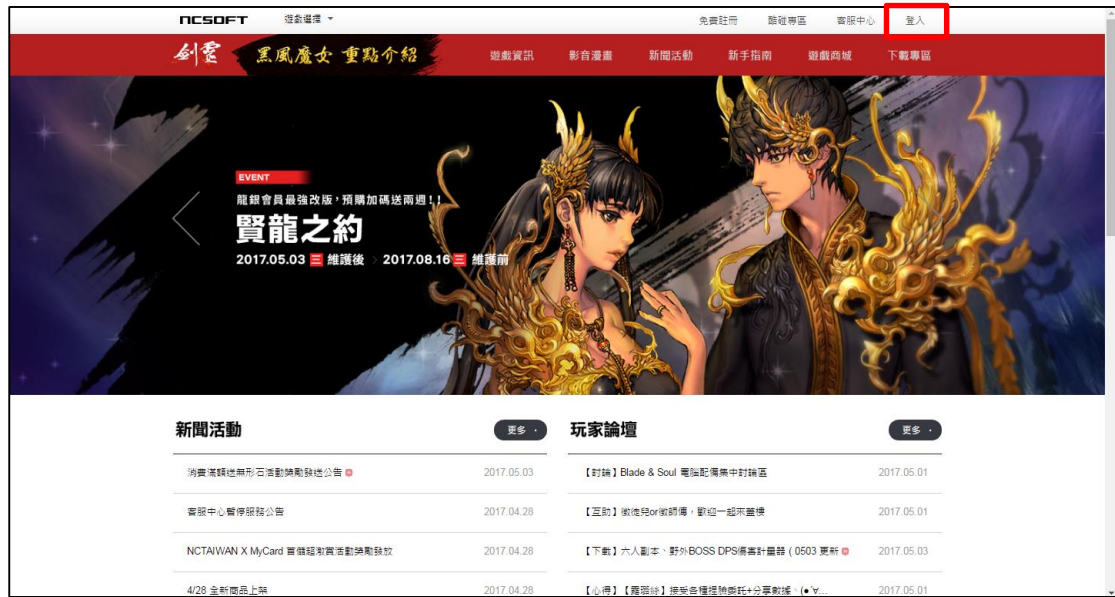 NCSOFT 遊戲選擇 免費註冊 酷碰專區 客服中心 登入
劍靈 黑風魔女 重點介紹 遊戲資訊 影音漫畫 新聞活動 新手指南 遊戲商城 下載專區
EVENT
龍銀會員最強改版，預購加碼送兩週!!
賢龍之約
2017.05.03 三 維護後 > 2017.08.16 三 維護前
新聞活動 更多
玩家論壇 更多
消費滿額送無形石活動獎勵發送公告 2017.05.03
【討論】Blade & Soul 電腦配備集中討論區 2017.05.01
客服中心暫停服務公告 2017.04.28
【互助】徵徒兒or徵師傅，歡迎一起來蓋樓 2017.05.01
NCTAIWAN X MyCard 首儲超激賞活動獎勵發放 2017.04.28
【下載】六人副本、野外BOSS DPS傷害計量器 ( 0503 更新 2017.05.03
4/28 全新商品上架 2017.04.28
【心得】【露璐絲】接受各種捏臉委託+分享數據ヽ(●´∀... 2017.05.01